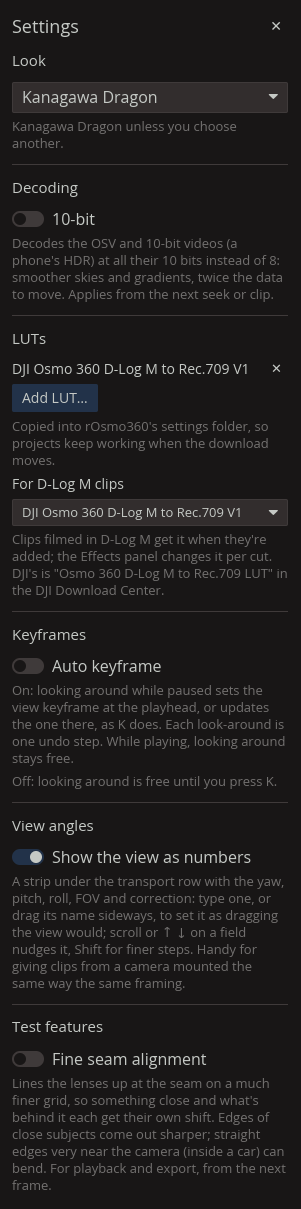 Settings ×
Look
Kanagawa Dragon
Kanagawa Dragon unless you choose
another.
Decoding
10-bit
Decodes the OSV and 10-bit videos (a
phone's HDR) at all their 10 bits instead of 8:
smoother skies and gradients, twice the data
to move. Applies from the next seek or clip.
LUTs
DJI Osmo 360 D-Log M to Rec.709 V1 ×
Add LUT...
Copied into rOsmo360's settings folder, so
projects keep working when the download
moves.
For D-Log M clips
DJI Osmo 360 D-Log M to Rec.709 V1
Clips filmed in D-Log M get it when they're
added; the Effects panel changes it per cut.
DJI's is "Osmo 360 D-Log M to Rec.709 LUT" in
the DJI Download Center.
Keyframes
Auto keyframe
On: looking around while paused sets the
view keyframe at the playhead, or updates
the one there, as K does. Each look-around is
one undo step. While playing, looking around
stays free.
Off: looking around is free until you press K.
View angles
Show the view as numbers
A strip under the transport row with the yaw,
pitch, roll, FOV and correction: type one, or
drag its name sideways, to set it as dragging
the view would; scroll or ↑ ↓ on a field
nudges it, Shift for finer steps. Handy for
giving clips from a camera mounted the
same way the same framing.
Test features
Fine seam alignment
Lines the lenses up at the seam on a much
finer grid, so something close and what's
behind it each get their own shift. Edges of
close subjects come out sharper; straight
edges very near the camera (inside a car) can
bend. For playback and export, from the next
frame.